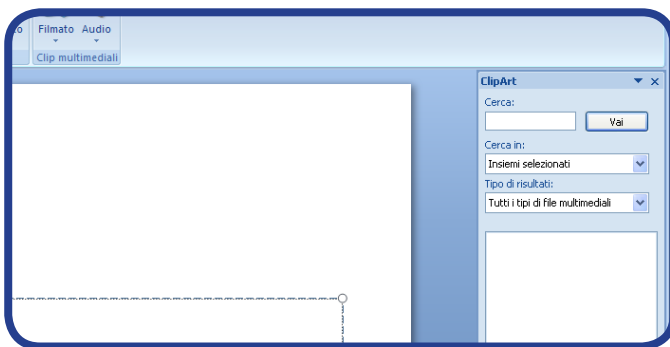 Filmato Audio
Clip multimediali
ClipArt
Cerca:
Vai
Cerca in:
Insiemi selezionati
Tipo di risultati:
Tutti i tipi di file multimediali